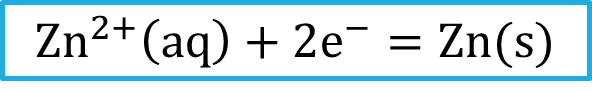 Zn²⁺(aq) + 2e⁻ = Zn(s)